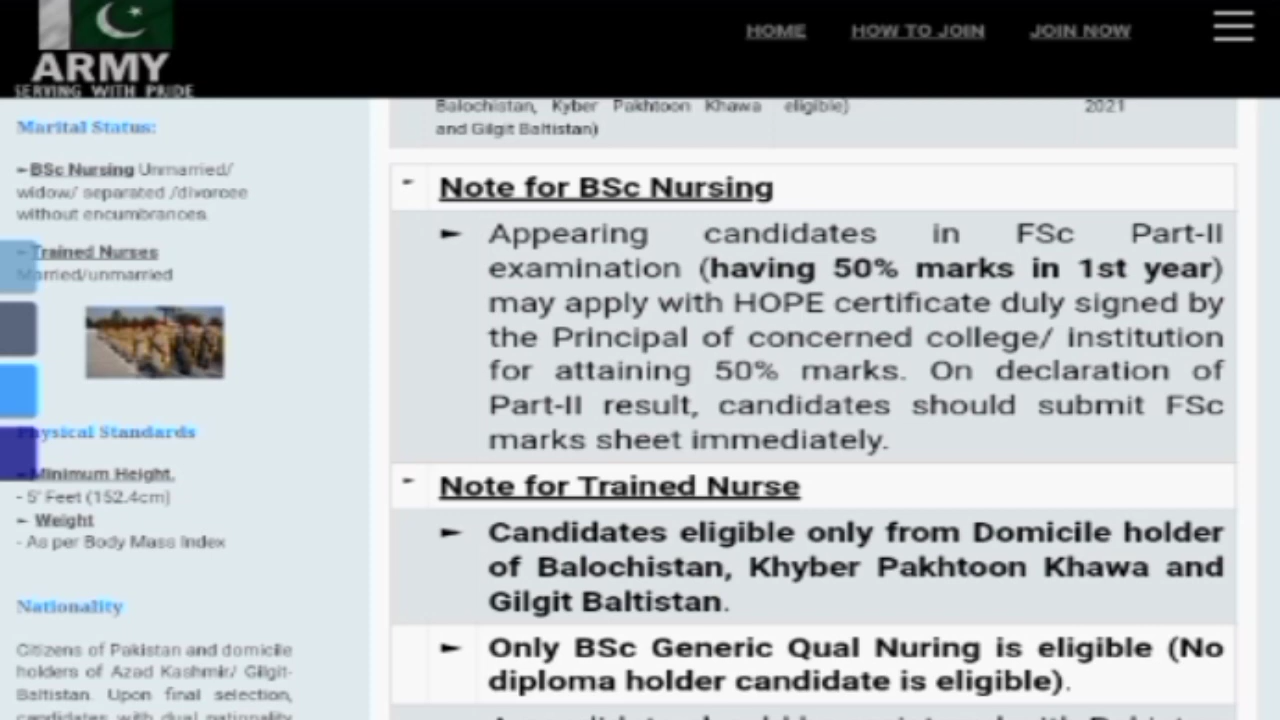 ARMY
SERVING WITH PRIDE
HOME HOW TO JOIN JOIN NOW
Marital Status:
►BSc Nursing Unmarried/
widow/ separated /divorcee
without encumbrances.
Trained Nurses
Married/unmarried
Physical Standards
Minimum Height.
- 5' Feet (152.4cm)
► Weight
- As per Body Mass Index
Nationality
Citizens of Pakistan and domicile
holders of Azad Kashmir/ Gilgit-
Baltistan. Upon final selection,
candidates with dual nationality
Balochistan, Kyber Pakhtoon Khawa eligible) 2021
and Gilgit Baltistan)
- Note for BSc Nursing
► Appearing candidates in FSc Part-II
examination (having 50% marks in 1st year)
may apply with HOPE certificate duly signed by
the Principal of concerned college/ institution
for attaining 50% marks. On declaration of
Part-II result, candidates should submit FSc
marks sheet immediately.
- Note for Trained Nurse
► Candidates eligible only from Domicile holder
of Balochistan, Khyber Pakhtoon Khawa and
Gilgit Baltistan.
► Only BSc Generic Qual Nuring is eligible (No
diploma holder candidate is eligible).